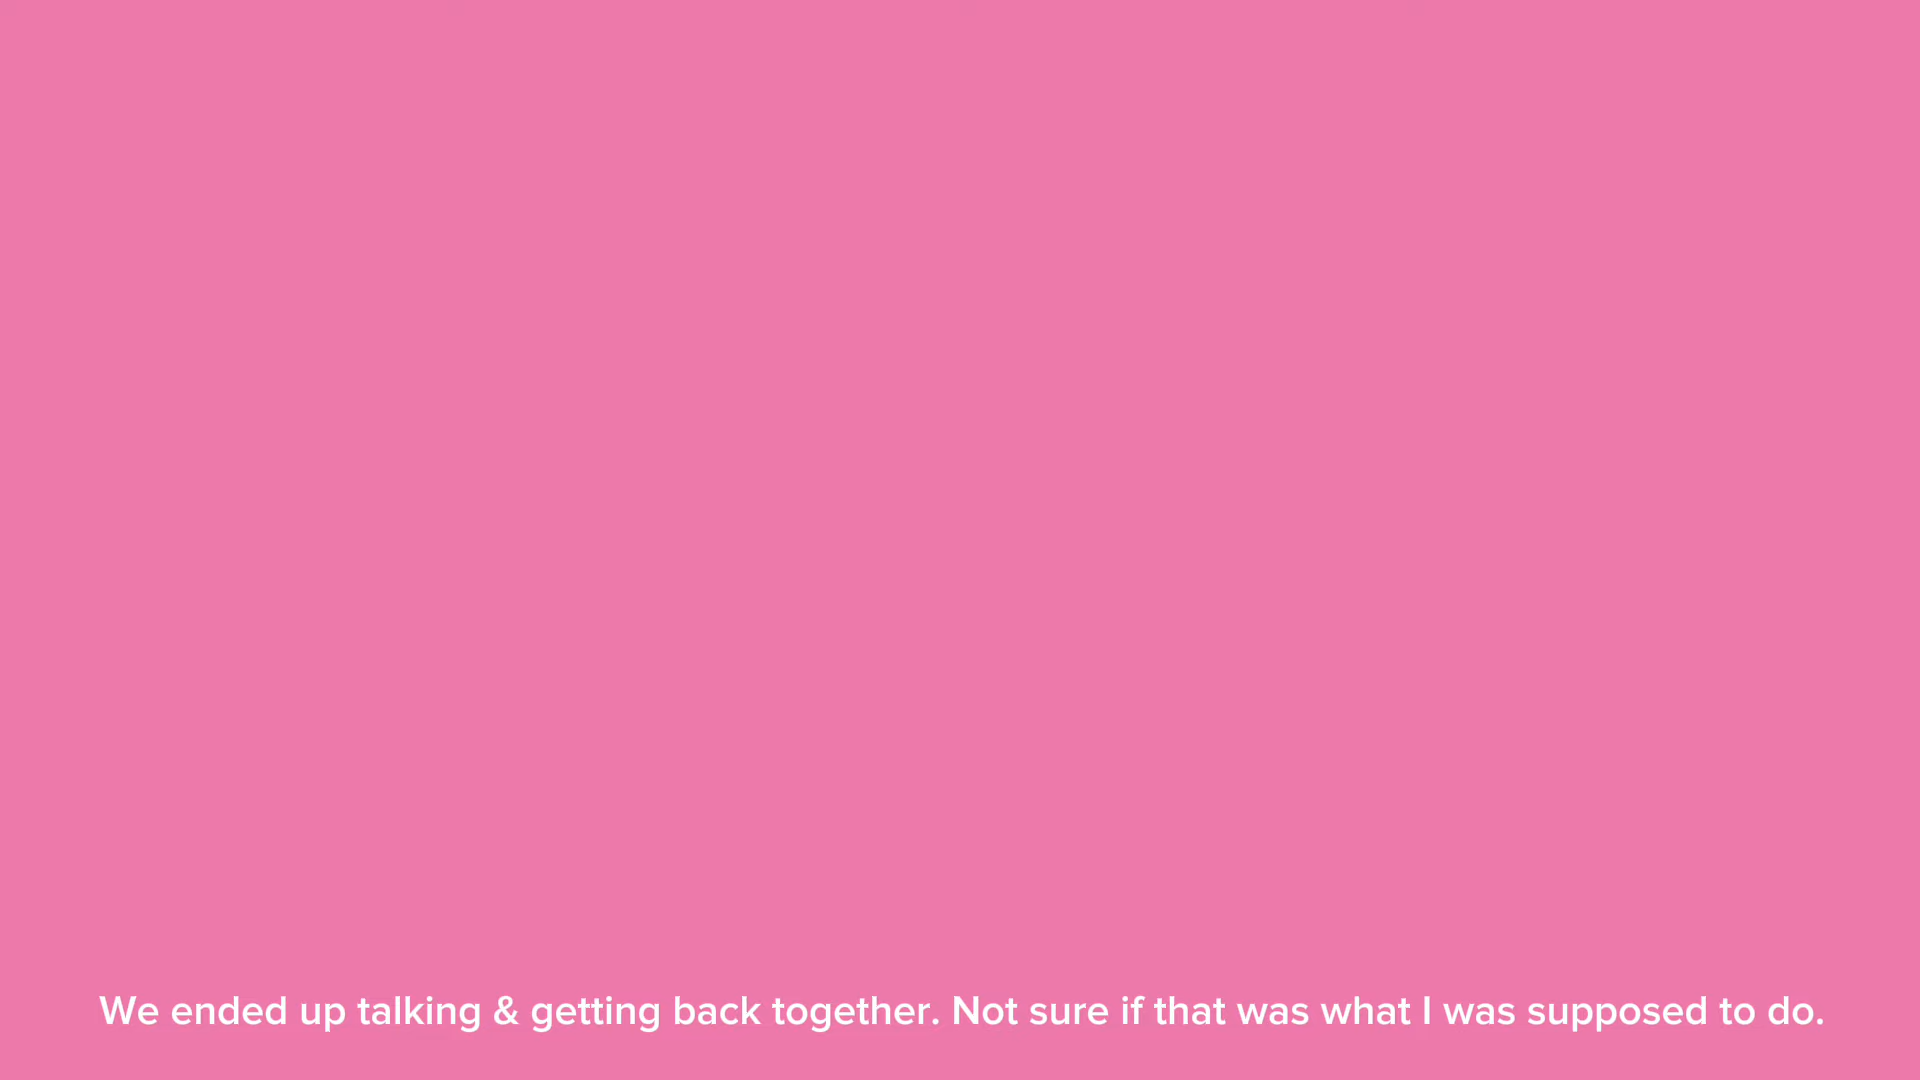 We ended up talking & getting back together. Not sure if that was what I was supposed to do.